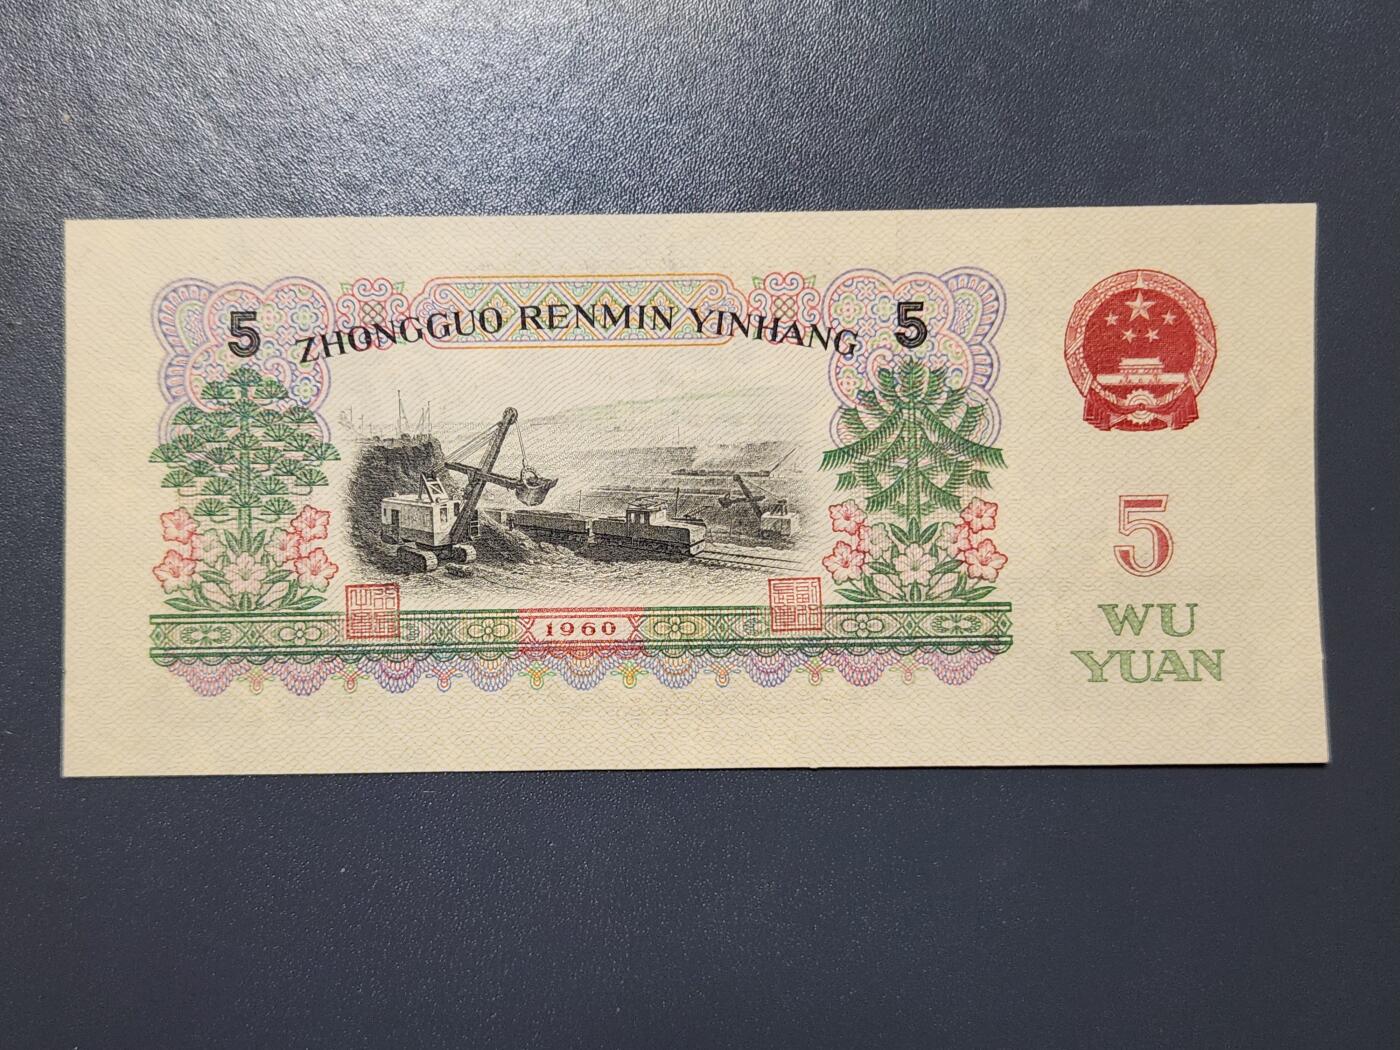 5 ZHONGGUO RENMIN YINHANG 5
1960
5
WU
YUAN